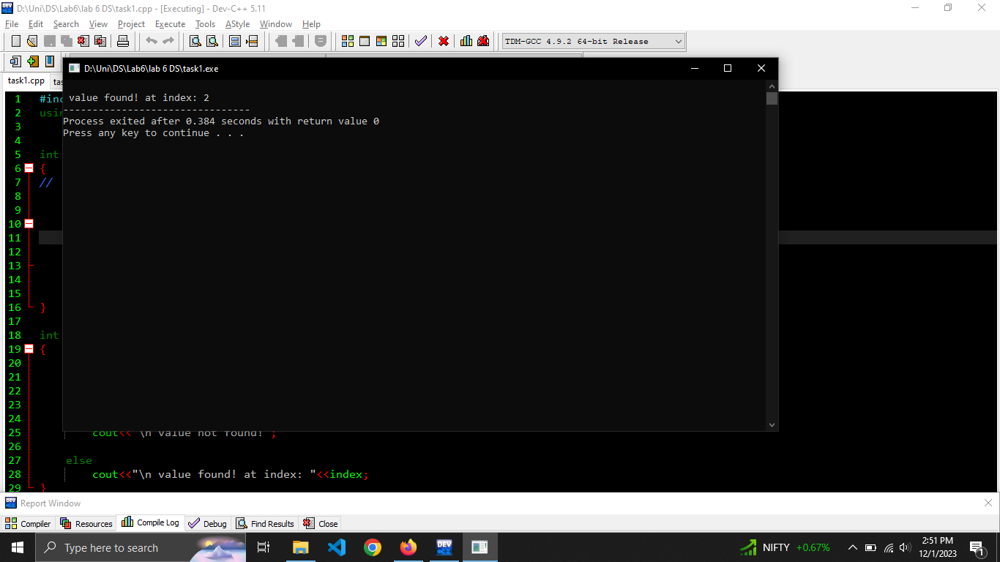 D:\Uni\DS\Lab6\lab 6 DS\task1.cpp - [Executing] - Dev-C++ 5.11
File Edit Search View Project Execute Tools AStyle Window Help
TDM-GCC 4.9.2 64-bit Release
D:\Uni\DS\Lab6\lab 6 DS\task1.exe
task1.cpp tas
value found! at index: 2
--------------------------------
Process exited after 0.384 seconds with return value 0
Press any key to continue . . .
1 #inc
2 usin
3
4
5 int
6 {
7 //
8
9
10
11
12
13
14
15
16 }
17
18 int
19 {
20
21
22
23
24
25 cout<<"\n value not found!";
26
27 else
28 cout<<"\n value found! at index: "<<index;
29 }
Report Window
Compiler Resources Compile Log Debug Find Results Close
Type here to search
NIFTY +0.67%
2:51 PM
12/1/2023
1